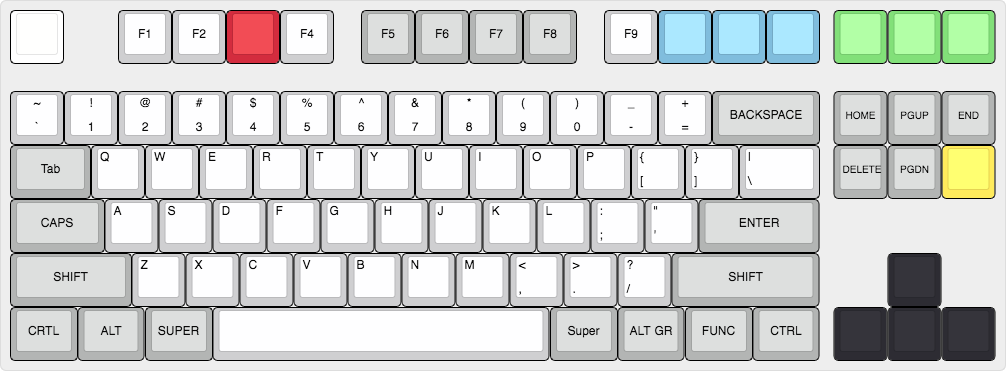 F1 F2 F4 F5 F6 F7 F8 F9
~ ! @ # $ % ^ & * ( ) _ + BACKSPACE HOME PGUP END
` 1 2 3 4 5 6 7 8 9 0 - =
Tab Q W E R T Y U I O P { } | DELETE PGDN
[ ] \
CAPS A S D F G H J K L : " ENTER
; '
SHIFT Z X C V B N M < > ? SHIFT
, . /
CRTL ALT SUPER Super ALT GR FUNC CTRL